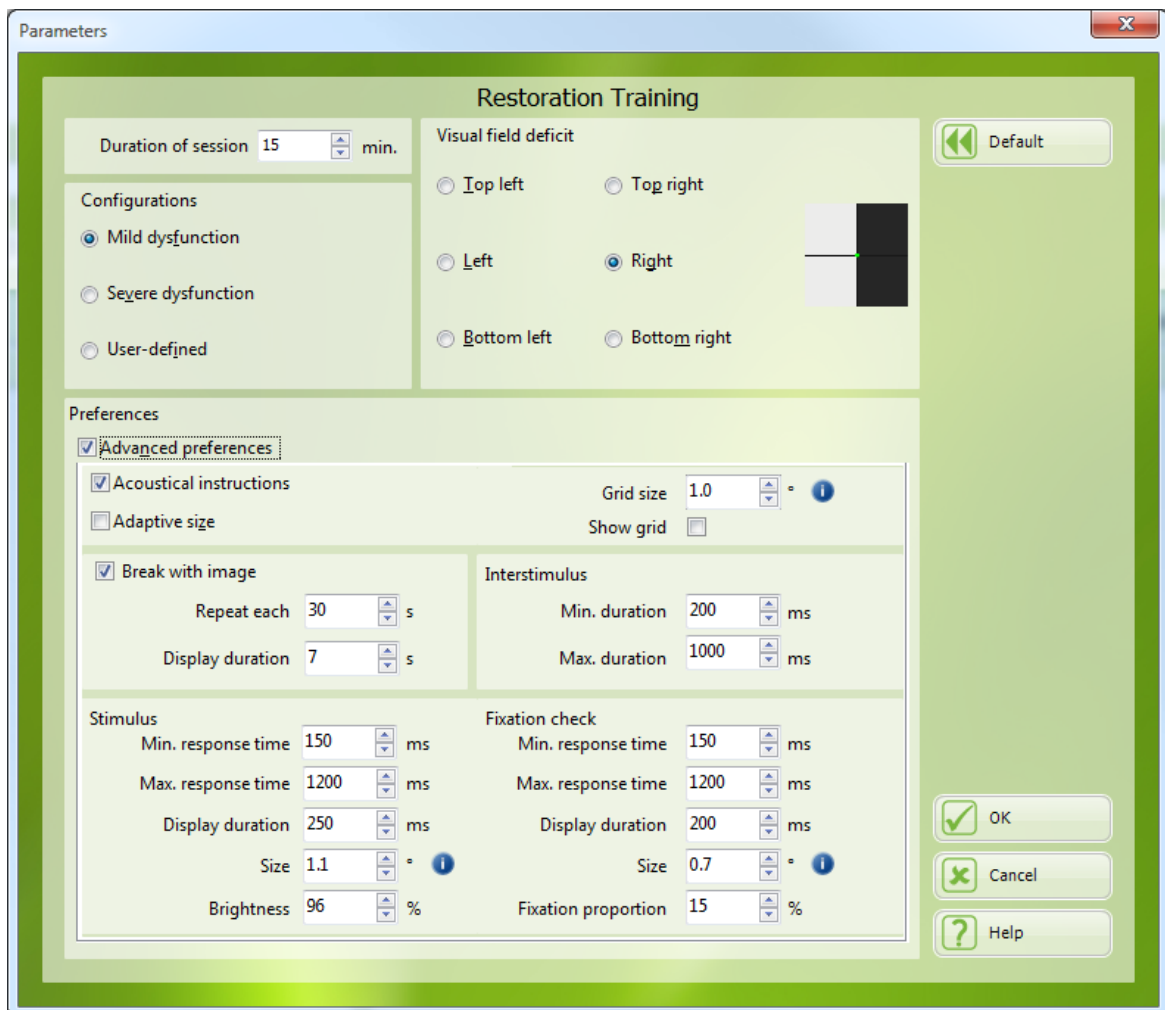 Parameters
Restoration Training
Duration of session 15 min.
Configurations
Mild dysfunction
Severe dysfunction
User-defined
Visual field deficit
Top left Top right
Left Right
Bottom left Bottom right
Default
Preferences
Advanced preferences
Acoustical instructions
Adaptive size
Grid size 1.0 °
Show grid
Break with image
Repeat each 30 s
Display duration 7 s
Interstimulus
Min. duration 200 ms
Max. duration 1000 ms
Stimulus
Min. response time 150 ms
Max. response time 1200 ms
Display duration 250 ms
Size 1.1 °
Brightness 96 %
Fixation check
Min. response time 150 ms
Max. response time 1200 ms
Display duration 200 ms
Size 0.7 °
Fixation proportion 15 %
OK
Cancel
Help